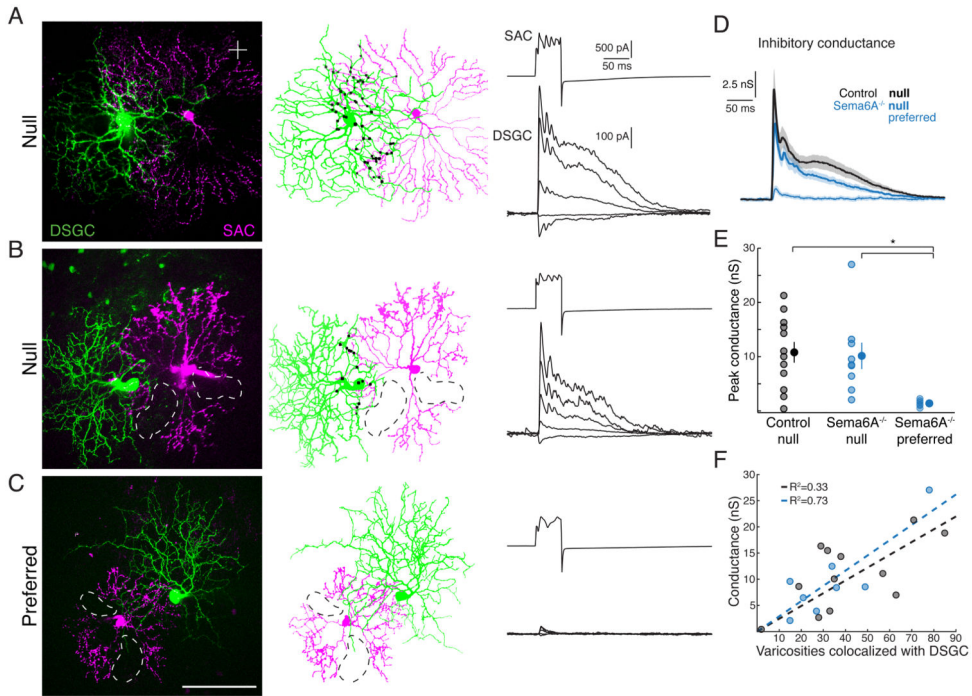 A
Null
DSGC
SAC
SAC
500 pA
50 ms
DSGC
100 pA
B
Null
C
Preferred
D
Inhibitory conductance
2.5 nS
50 ms
Control null
Sema6A-/- null
preferred
E
*
Peak conductance (nS)
30
20
10
0
Control
null
Sema6A-/-
null
Sema6A-/-
preferred
F
R²=0.33
R²=0.73
Conductance (nS)
30
25
20
15
10
5
10 20 30 40 50 60 70 80 90
Varicosities colocalized with DSGC